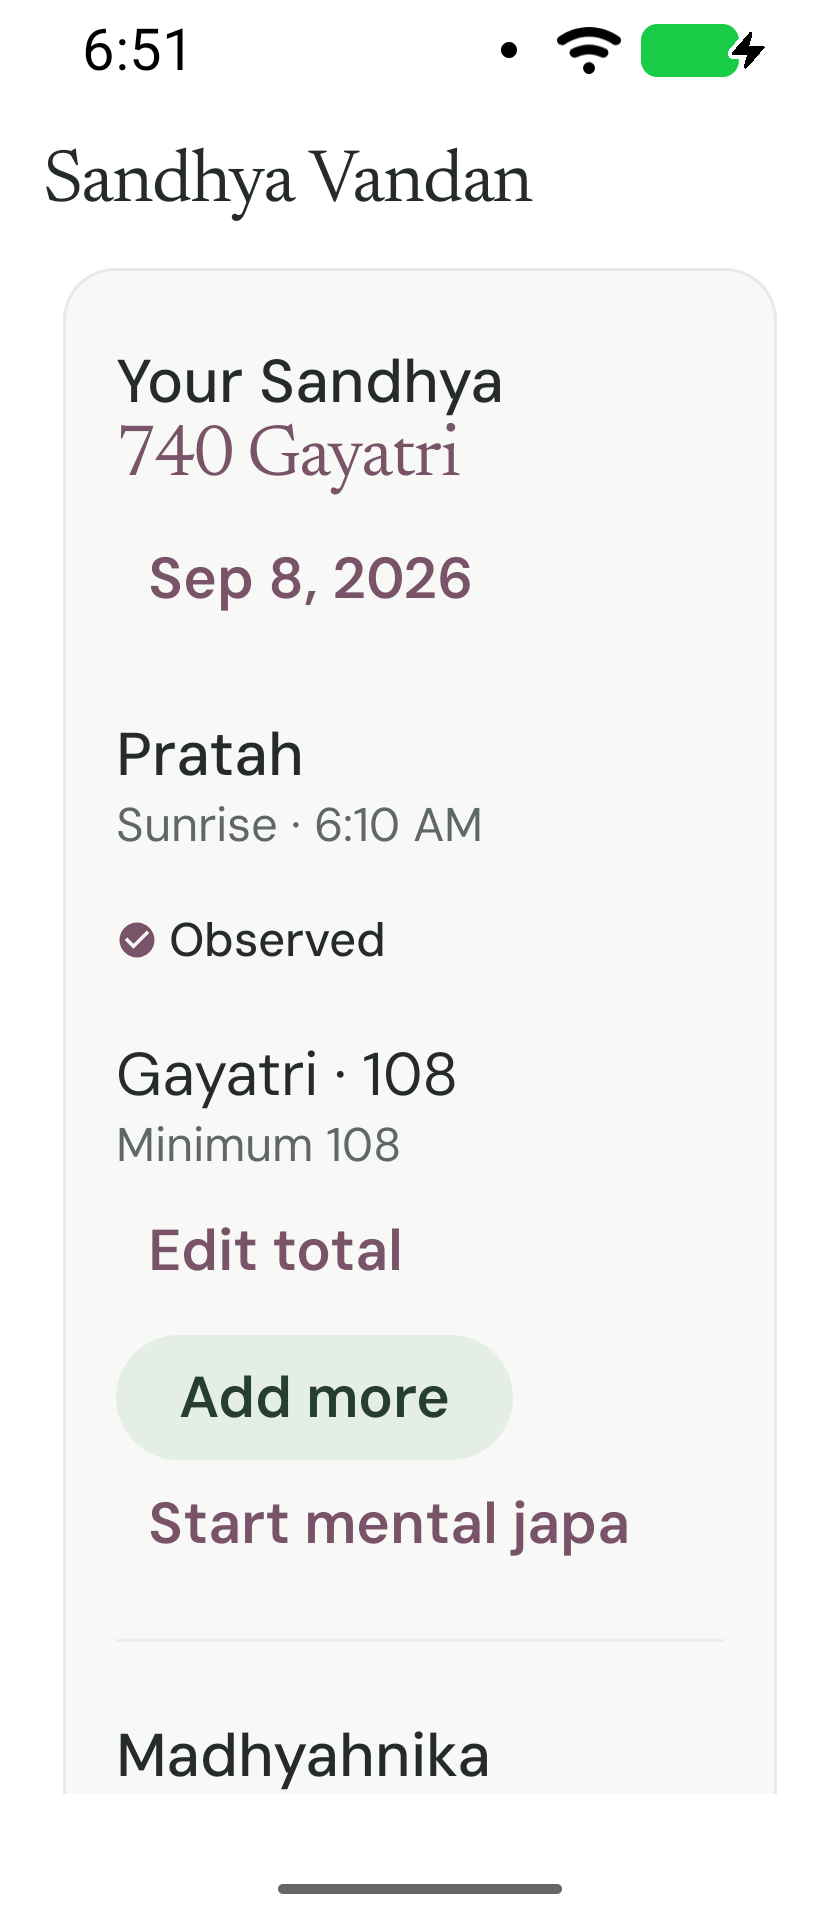 6:51
Sandhya Vandan
Your Sandhya
740 Gayatri
Sep 8, 2026
Pratah
Sunrise · 6:10 AM
Observed
Gayatri · 108
Minimum 108
Edit total
Add more
Start mental japa
Madhyahnika